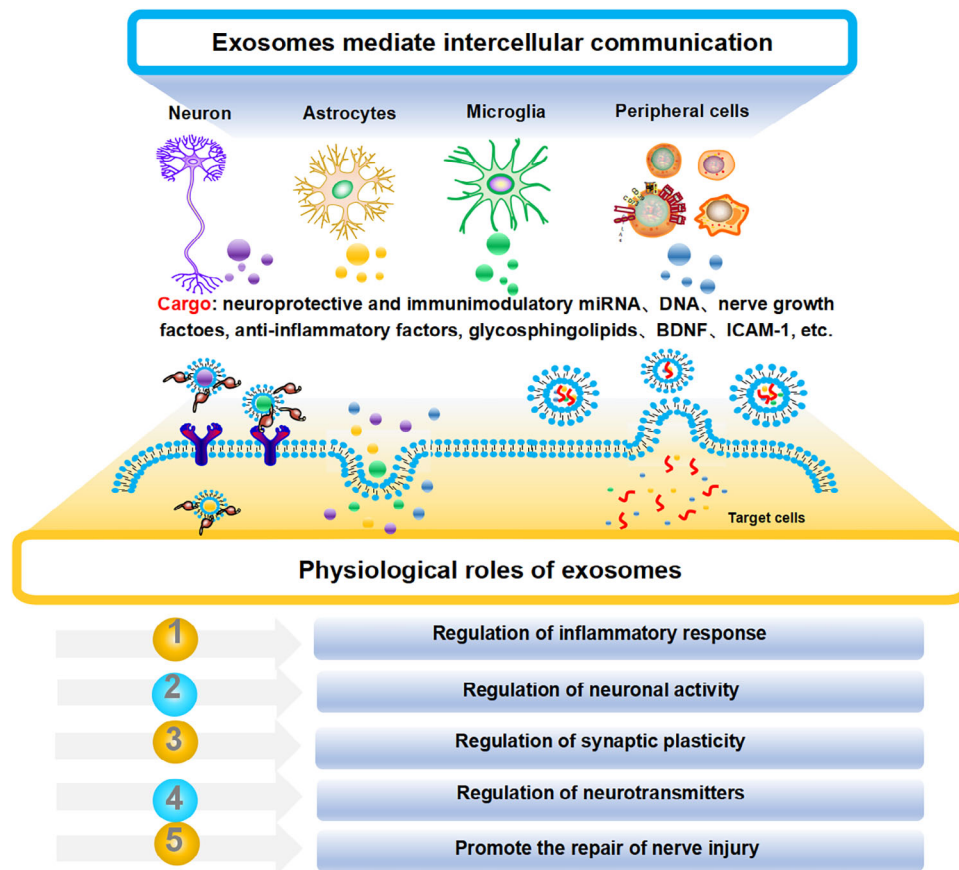 Exosomes mediate intercellular communication
Neuron
Astrocytes
Microglia
Peripheral cells
Cargo: neuroprotective and immunimodulatory miRNA、DNA、nerve growth
factoes, anti-inflammatory factors, glycosphingolipids、BDNF、ICAM-1, etc.
Target cells
Physiological roles of exosomes
1 Regulation of inflammatory response
2 Regulation of neuronal activity
3 Regulation of synaptic plasticity
4 Regulation of neurotransmitters
5 Promote the repair of nerve injury